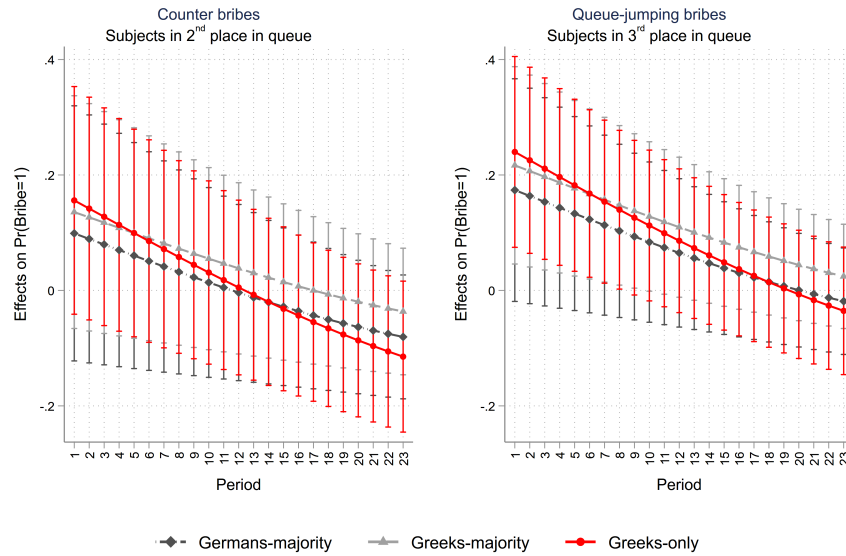 Counter bribes
Subjects in 2nd place in queue
.4
.2
0
-.2
Effects on Pr(Bribe=1)
1 2 3 4 5 6 7 8 9 10 11 12 13 14 15 16 17 18 19 20 21 22 23
Period
Queue-jumping bribes
Subjects in 3rd place in queue
.4
.2
0
-.2
Effects on Pr(Bribe=1)
1 2 3 4 5 6 7 8 9 10 11 12 13 14 15 16 17 18 19 20 21 22 23
Period
Germans-majority Greeks-majority Greeks-only